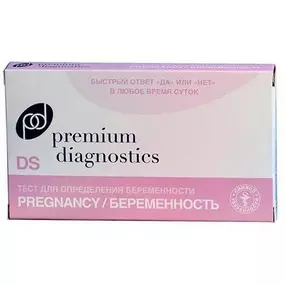 БЫСТРЫЙ ОТВЕТ «ДА» ИЛИ «НЕТ»
В ЛЮБОЕ ВРЕМЯ СУТОК
pd
premium
diagnostics
DS
ТЕСТ ДЛЯ ОПРЕДЕЛЕНИЯ БЕРЕМЕННОСТИ
PREGNANCY / БЕРЕМЕННОСТЬ